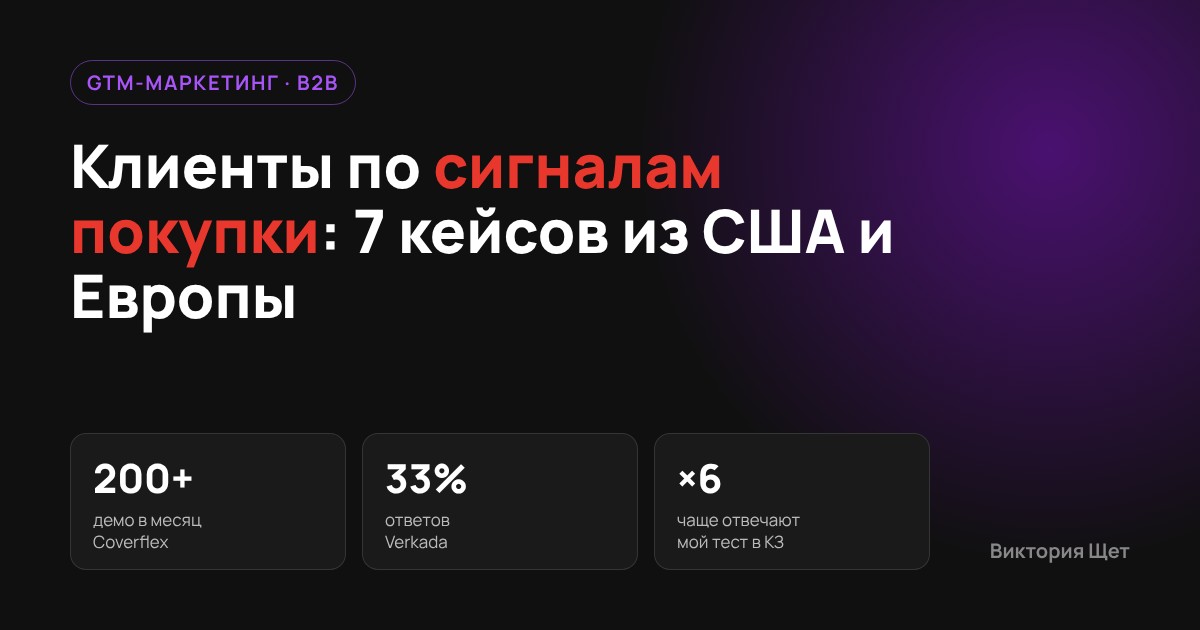 GTM-МАРКЕТИНГ · B2B
Клиенты по сигналам
покупки: 7 кейсов из США и
Европы
200+
демо в месяц
Coverflex
33%
ответов
Verkada
×6
чаще отвечают
мой тест в КЗ
Виктория Щет